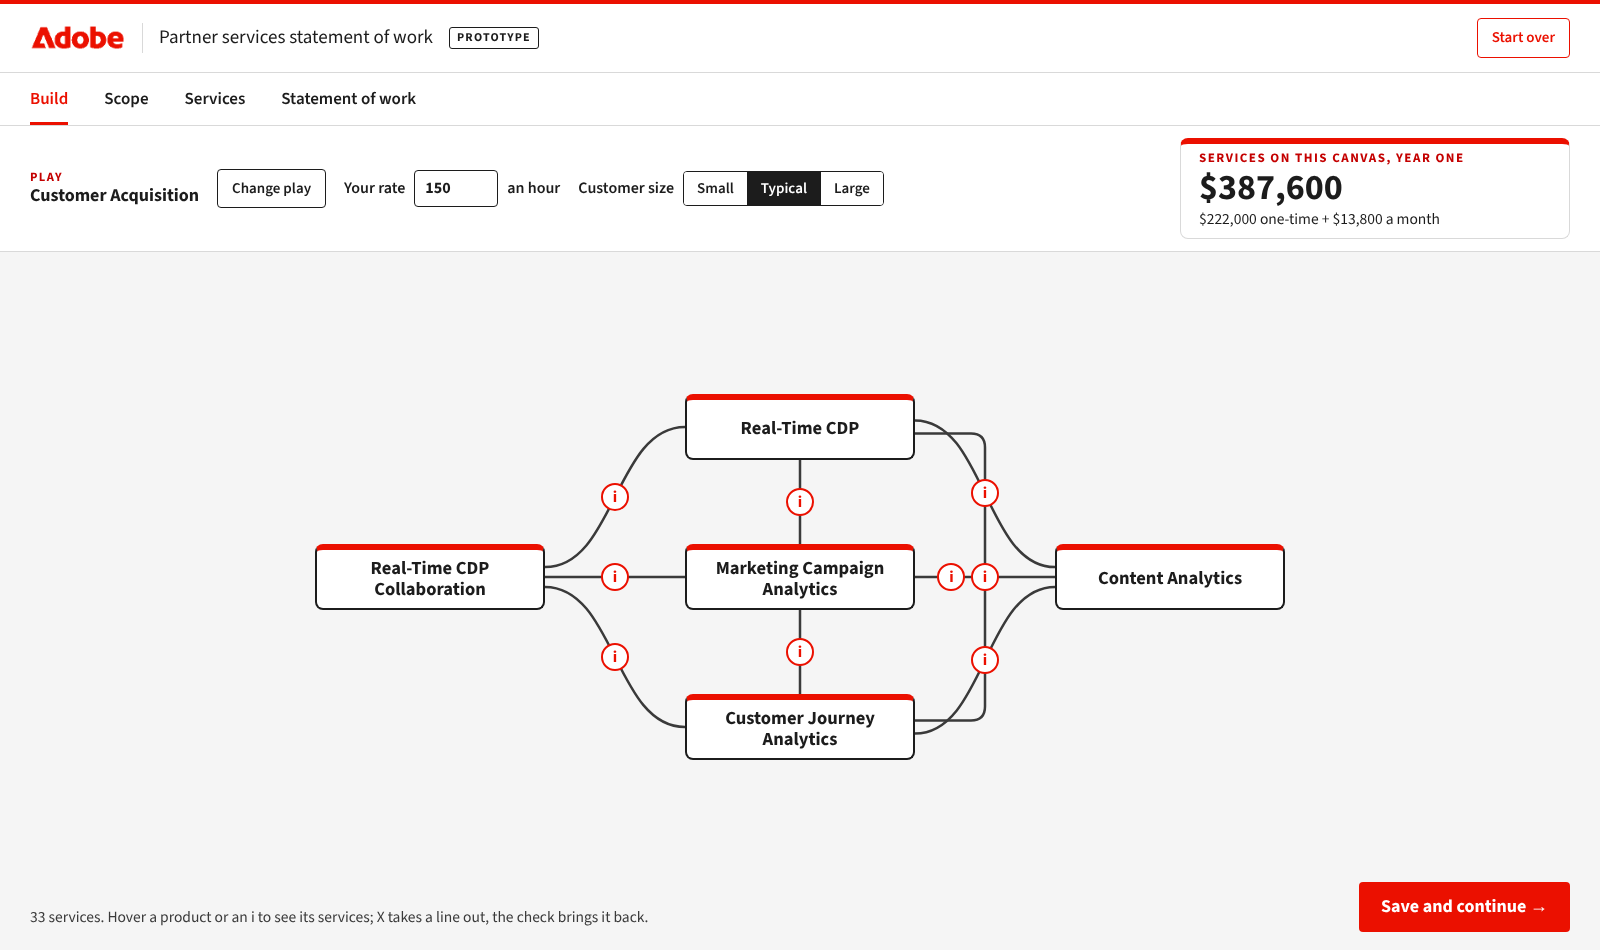 Adobe
Partner services statement of work
PROTOTYPE
Start over
Build
Scope
Services
Statement of work
PLAY
Customer Acquisition
Change play
Your rate
150
an hour
Customer size
Small
Typical
Large
SERVICES ON THIS CANVAS, YEAR ONE
$387,600
$222,000 one-time + $13,800 a month
Real-Time CDP
i
i
i
Real-Time CDP
Collaboration
i
Marketing Campaign
Analytics
i
i
Content Analytics
i
i
i
Customer Journey
Analytics
33 services. Hover a product or an i to see its services; X takes a line out, the check brings it back.
Save and continue →